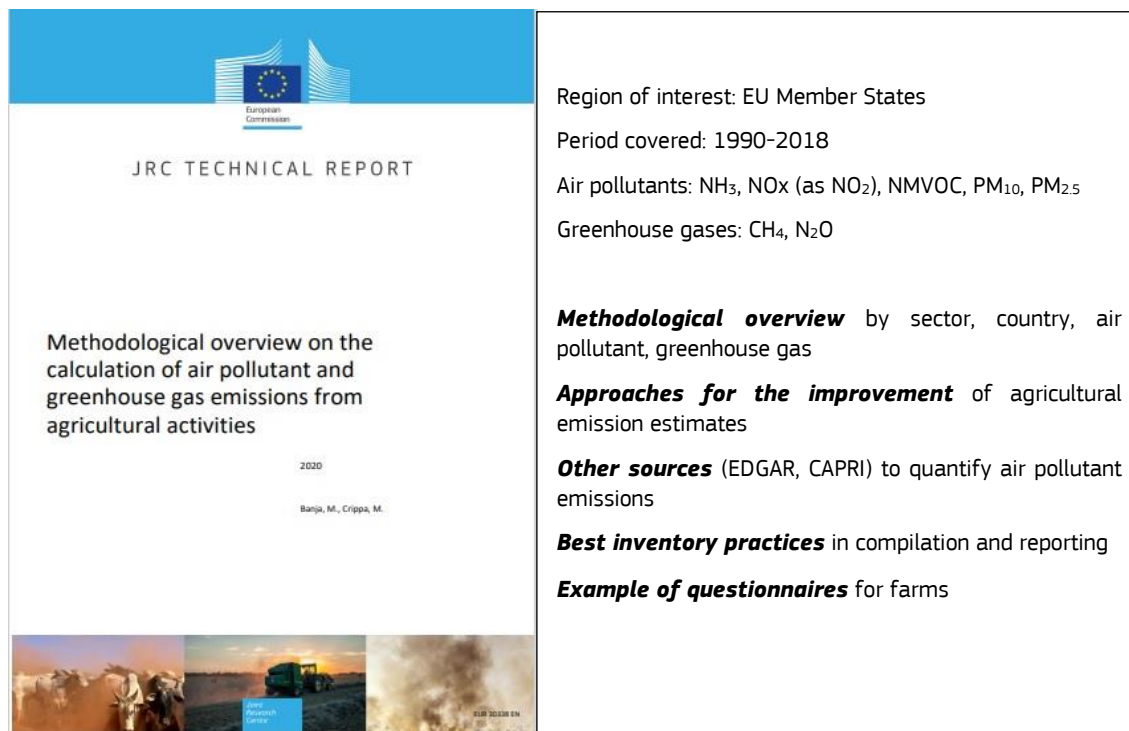 European
Commission
JRC TECHNICAL REPORT
Methodological overview on the
calculation of air pollutant and
greenhouse gas emissions from
agricultural activities
2020
Banja, M., Crippa, M.
Joint
Research
Centre
EUR 30338 EN
Region of interest: EU Member States
Period covered: 1990-2018
Air pollutants: NH₃, NOx (as NO₂), NMVOC, PM₁₀, PM₂.₅
Greenhouse gases: CH₄, N₂O
Methodological overview by sector, country, air
pollutant, greenhouse gas
Approaches for the improvement of agricultural
emission estimates
Other sources (EDGAR, CAPRI) to quantify air pollutant
emissions
Best inventory practices in compilation and reporting
Example of questionnaires for farms